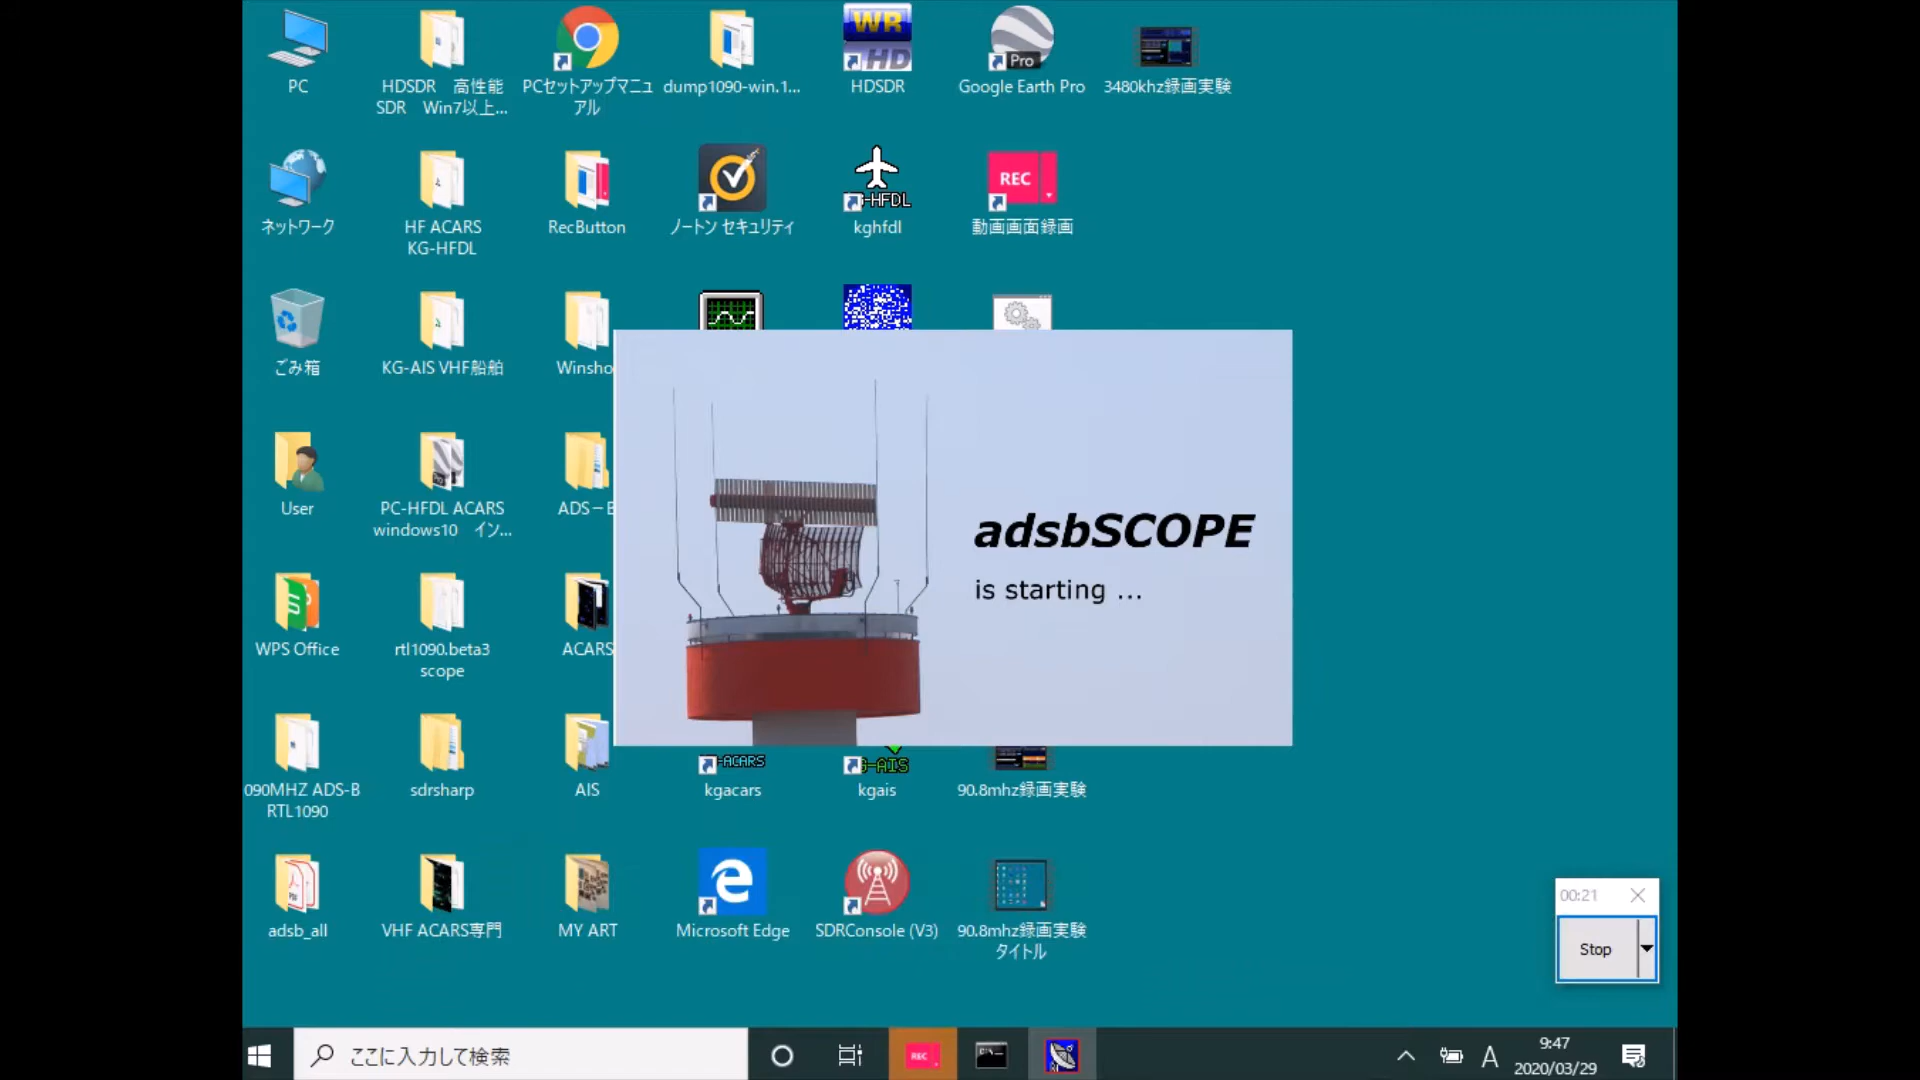 PC
HDSDR　高性能
SDR　Win7以上...
PCセットアップマニュ
アル
dump1090-win.1...
WR
HD
HDSDR
Pro
Google Earth Pro
3480khz録画実験
ネットワーク
HF ACARS
KG-HFDL
RecButton
ノートン セキュリティ
-HFDL
kghfdl
REC
動画画面録画
ごみ箱
KG-AIS VHF船舶
Winsho
User
PC-HFDL ACARS
windows10　イン...
ADS－B
adsbSCOPE
is starting ...
WPS Office
rtl1090.beta3
scope
ACARS
090MHZ ADS-B
RTL1090
sdrsharp
AIS
-ACARS
kgacars
G-AIS
kgais
90.8mhz録画実験
adsb_all
VHF ACARS専門
MY ART
Microsoft Edge
SDRConsole (V3)
90.8mhz録画実験
タイトル
00:21
Stop
ここに入力して検索
REC
A
9:47
2020/03/29